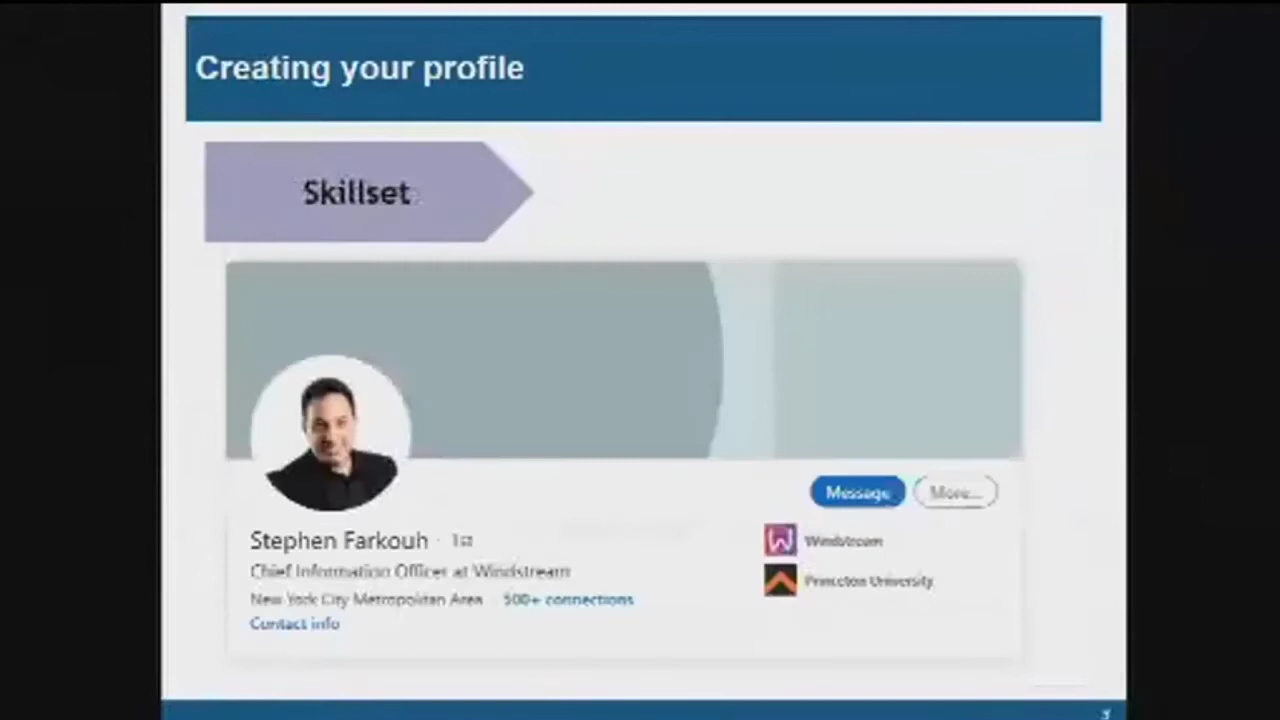 Creating your profile
Skillset
Message
More...
Stephen Farkouh · 1st
Windstream
Chief Information Officer at Windstream
Princeton University
New York City Metropolitan Area · 500+ connections
Contact info